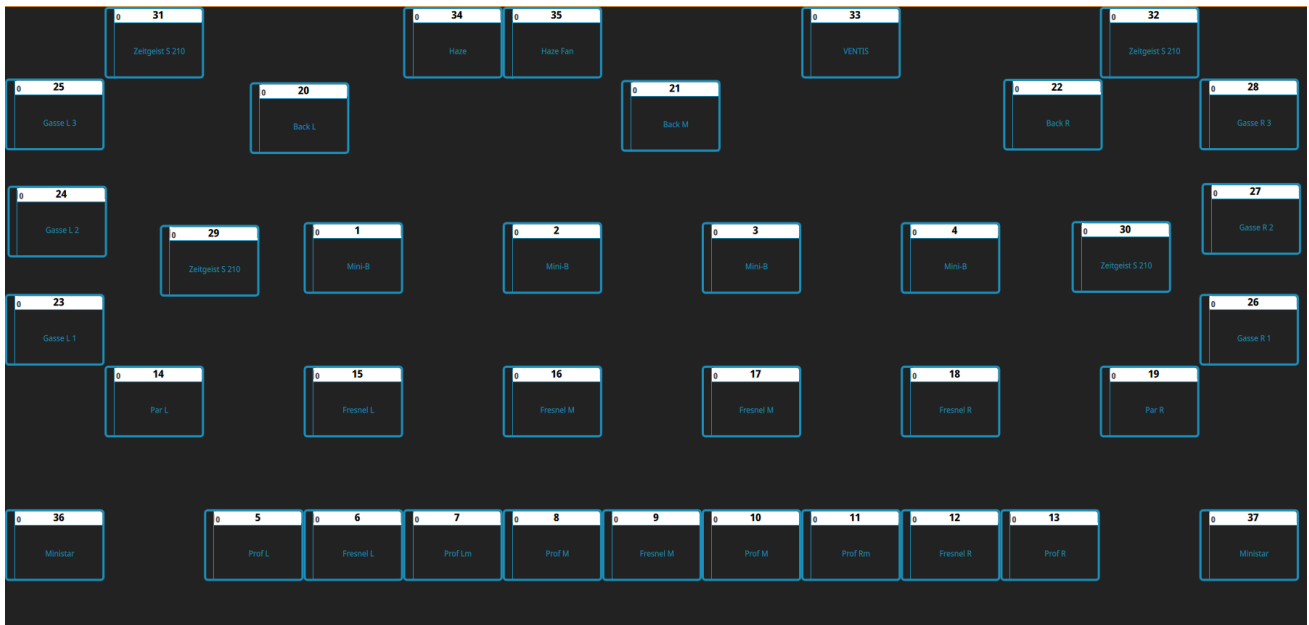 0 31
Zeitgeist S 210
0 34
Haze
0 35
Haze Fan
0 33
VENTIS
0 32
Zeitgeist S 210
0 25
Gasse L 3
0 20
Back L
0 21
Back M
0 22
Back R
0 28
Gasse R 3
0 24
Gasse L 2
0 27
Gasse R 2
0 29
Zeitgeist S 210
0 1
Mini-B
0 2
Mini-B
0 3
Mini-B
0 4
Mini-B
0 30
Zeitgeist S 210
0 23
Gasse L 1
0 26
Gasse R 1
0 14
Par L
0 15
Fresnel L
0 16
Fresnel M
0 17
Fresnel M
0 18
Fresnel R
0 19
Par R
0 36
Ministar
0 5
Prof L
0 6
Fresnel L
0 7
Prof Lm
0 8
Prof M
0 9
Fresnel M
0 10
Prof M
0 11
Prof Rm
0 12
Fresnel R
0 13
Prof R
0 37
Ministar